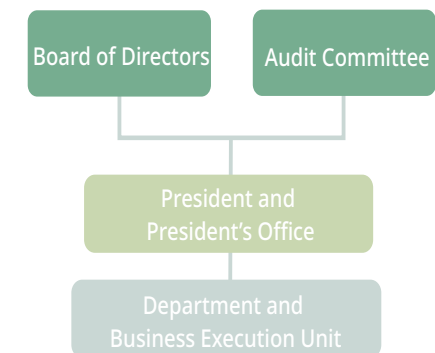 Board of Directors
Audit Committee
President and
President’s Office
Department and
Business Execution Unit